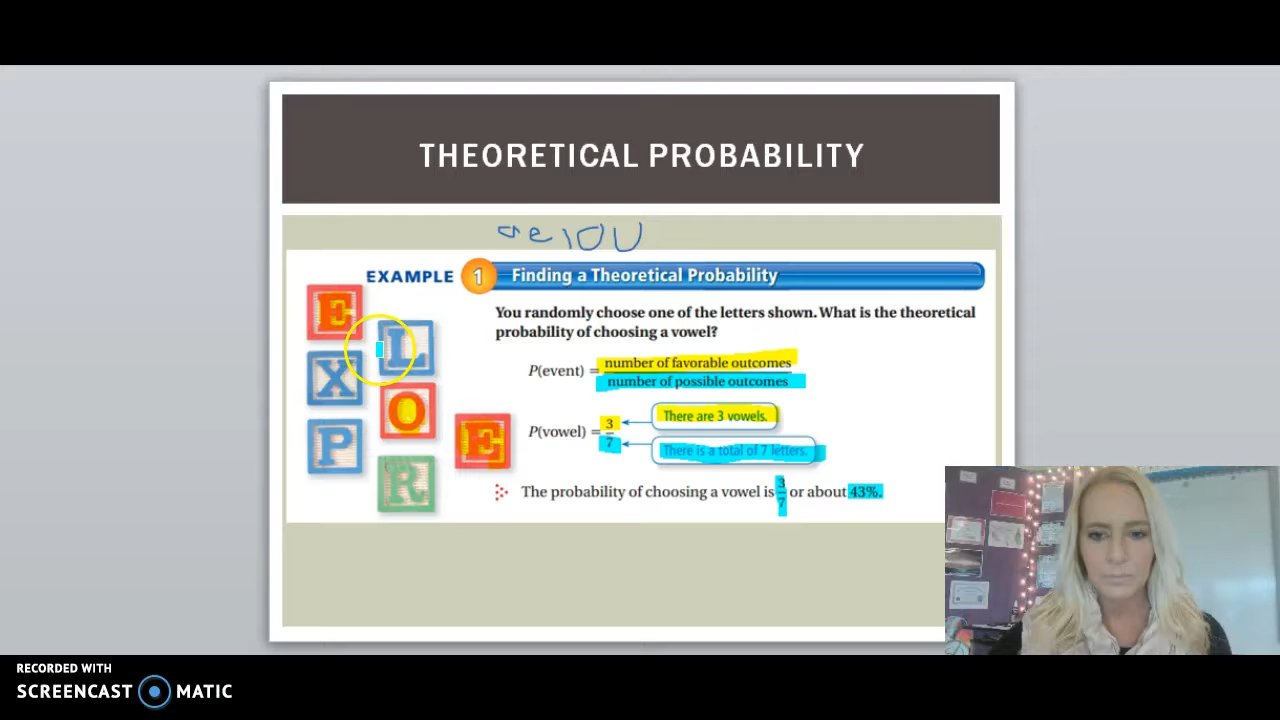 THEORETICAL PROBABILITY
aeiou
EXAMPLE 1 Finding a Theoretical Probability
You randomly choose one of the letters shown. What is the theoretical
probability of choosing a vowel?
E
L
X
O
P
E
R
number of favorable outcomes
P(event) =
number of possible outcomes
There are 3 vowels.
P(vowel) = 3/7
There is a total of 7 letters.
The probability of choosing a vowel is 3/7 or about 43%.
RECORDED WITH
SCREENCAST MATIC